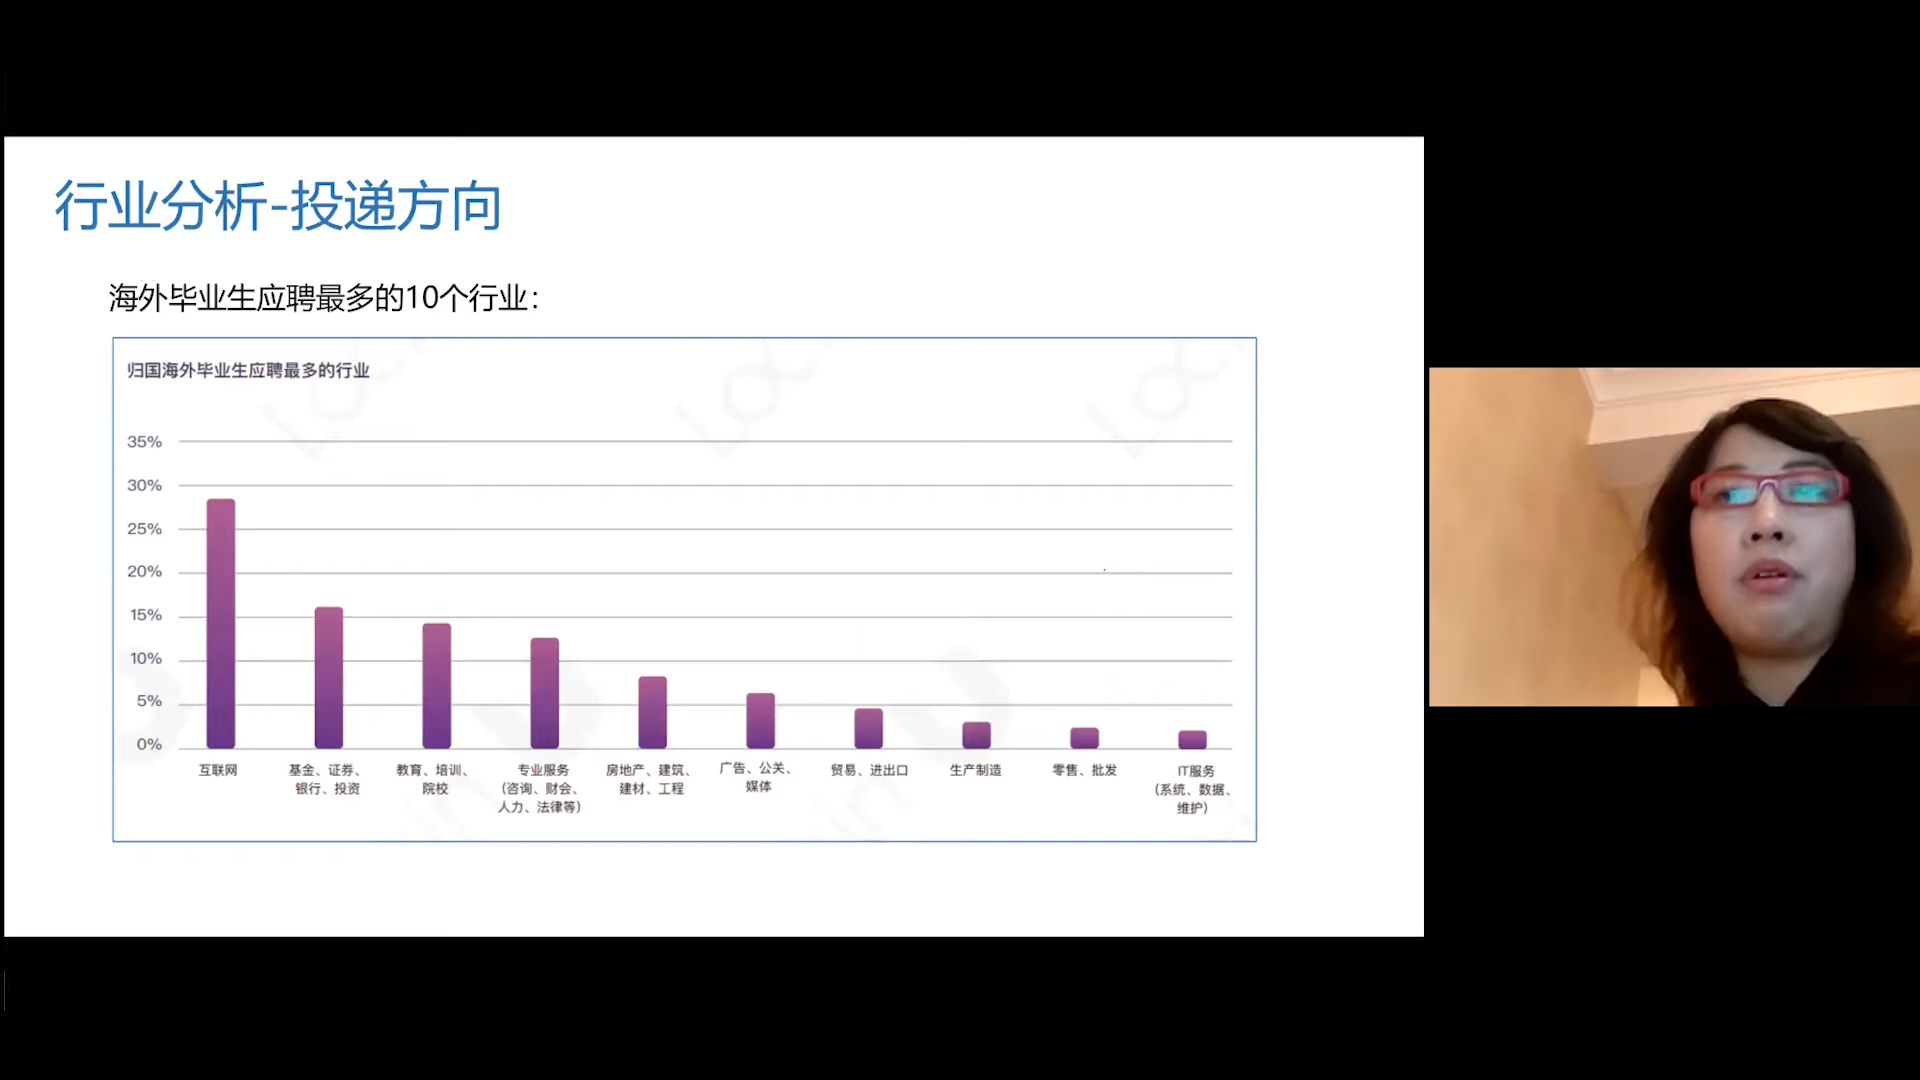 行业分析-投递方向
海外毕业生应聘最多的10个行业：
归国海外毕业生应聘最多的行业
35%
30%
25%
20%
15%
10%
5%
0%
互联网
基金、证券、
银行、投资
教育、培训、
院校
专业服务
（咨询、财会、
人力、法律等）
房地产、建筑、
建材、工程
广告、公关、
媒体
贸易、进出口
生产制造
零售、批发
IT服务
（系统、数据、
维护）